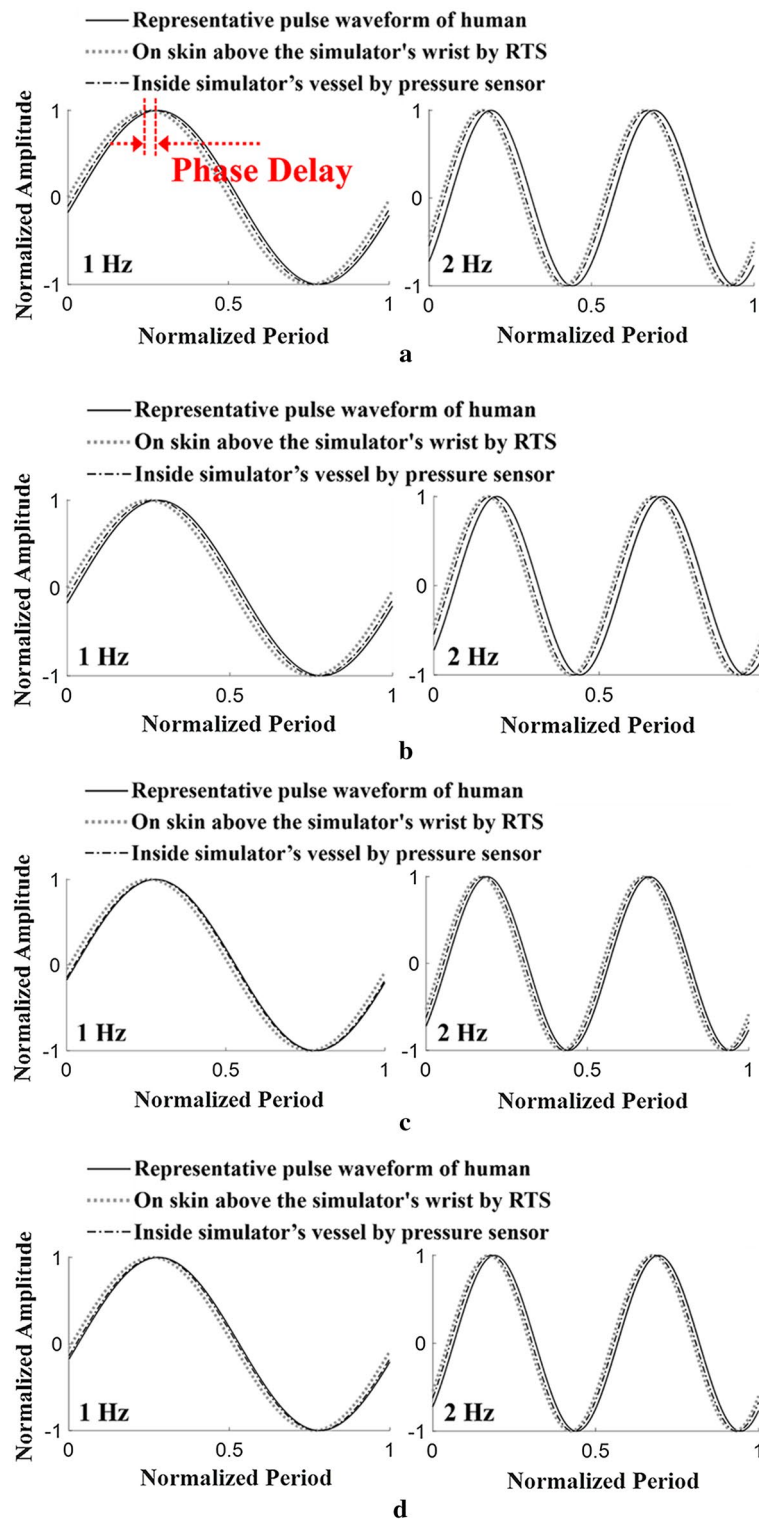 Representative pulse waveform of human
On skin above the simulator's wrist by RTS
Inside simulator's vessel by pressure sensor
Normalized Amplitude
1
0
-1
Phase Delay
1 Hz
0
0.5
1
Normalized Period
1
0
-1
2 Hz
0
0.5
1
Normalized Period
a
Representative pulse waveform of human
On skin above the simulator's wrist by RTS
Inside simulator's vessel by pressure sensor
Normalized Amplitude
1
0
-1
1 Hz
0
0.5
1
Normalized Period
1
0
-1
2 Hz
0
0.5
1
Normalized Period
b
Representative pulse waveform of human
On skin above the simulator's wrist by RTS
Inside simulator's vessel by pressure sensor
Normalized Amplitude
1
0
-1
1 Hz
0
0.5
1
Normalized Period
1
0
-1
2 Hz
0
0.5
1
Normalized Period
c
Representative pulse waveform of human
On skin above the simulator's wrist by RTS
Inside simulator's vessel by pressure sensor
Normalized Amplitude
1
0
-1
1 Hz
0
0.5
1
Normalized Period
1
0
-1
2 Hz
0
0.5
1
Normalized Period
d